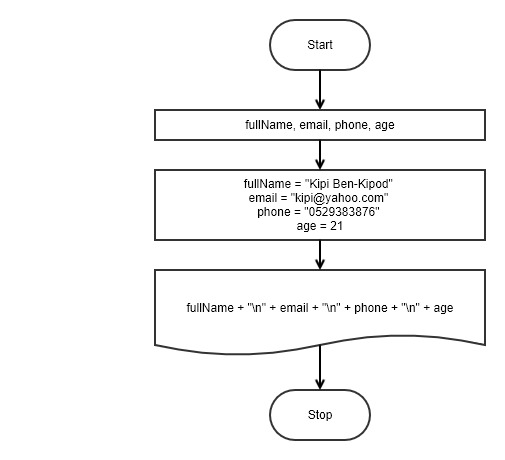 Start
fullName, email, phone, age
fullName = "Kipi Ben-Kipod"
email = "kipi@yahoo.com"
phone = "0529383876"
age = 21
fullName + "\n" + email + "\n" + phone + "\n" + age
Stop